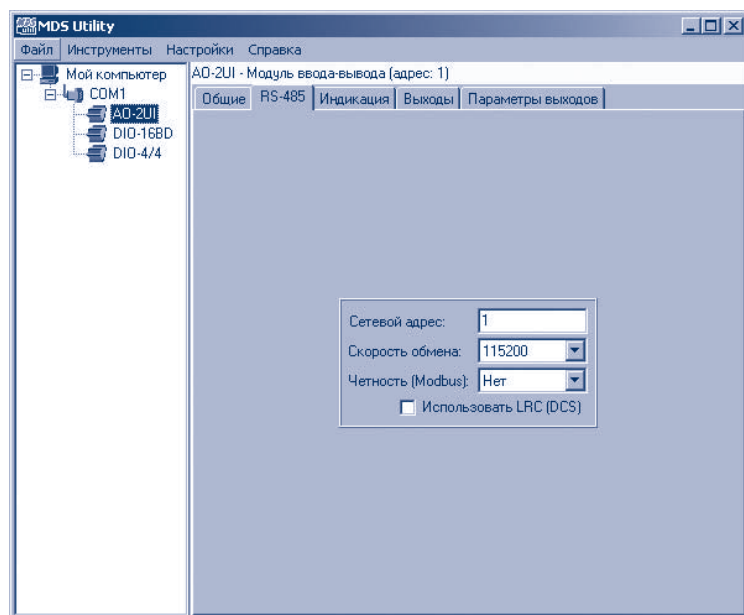 MDS Utility
Файл Инструменты Настройки Справка
Мой компьютер
COM1
AO-2UI
DIO-16BD
DIO-4/4
AO-2UI - Модуль ввода-вывода (адрес: 1)
Общие RS-485 Индикация Выходы Параметры выходов
Сетевой адрес: 1
Скорость обмена: 115200
Четность (Modbus): Нет
Использовать LRC (DCS)